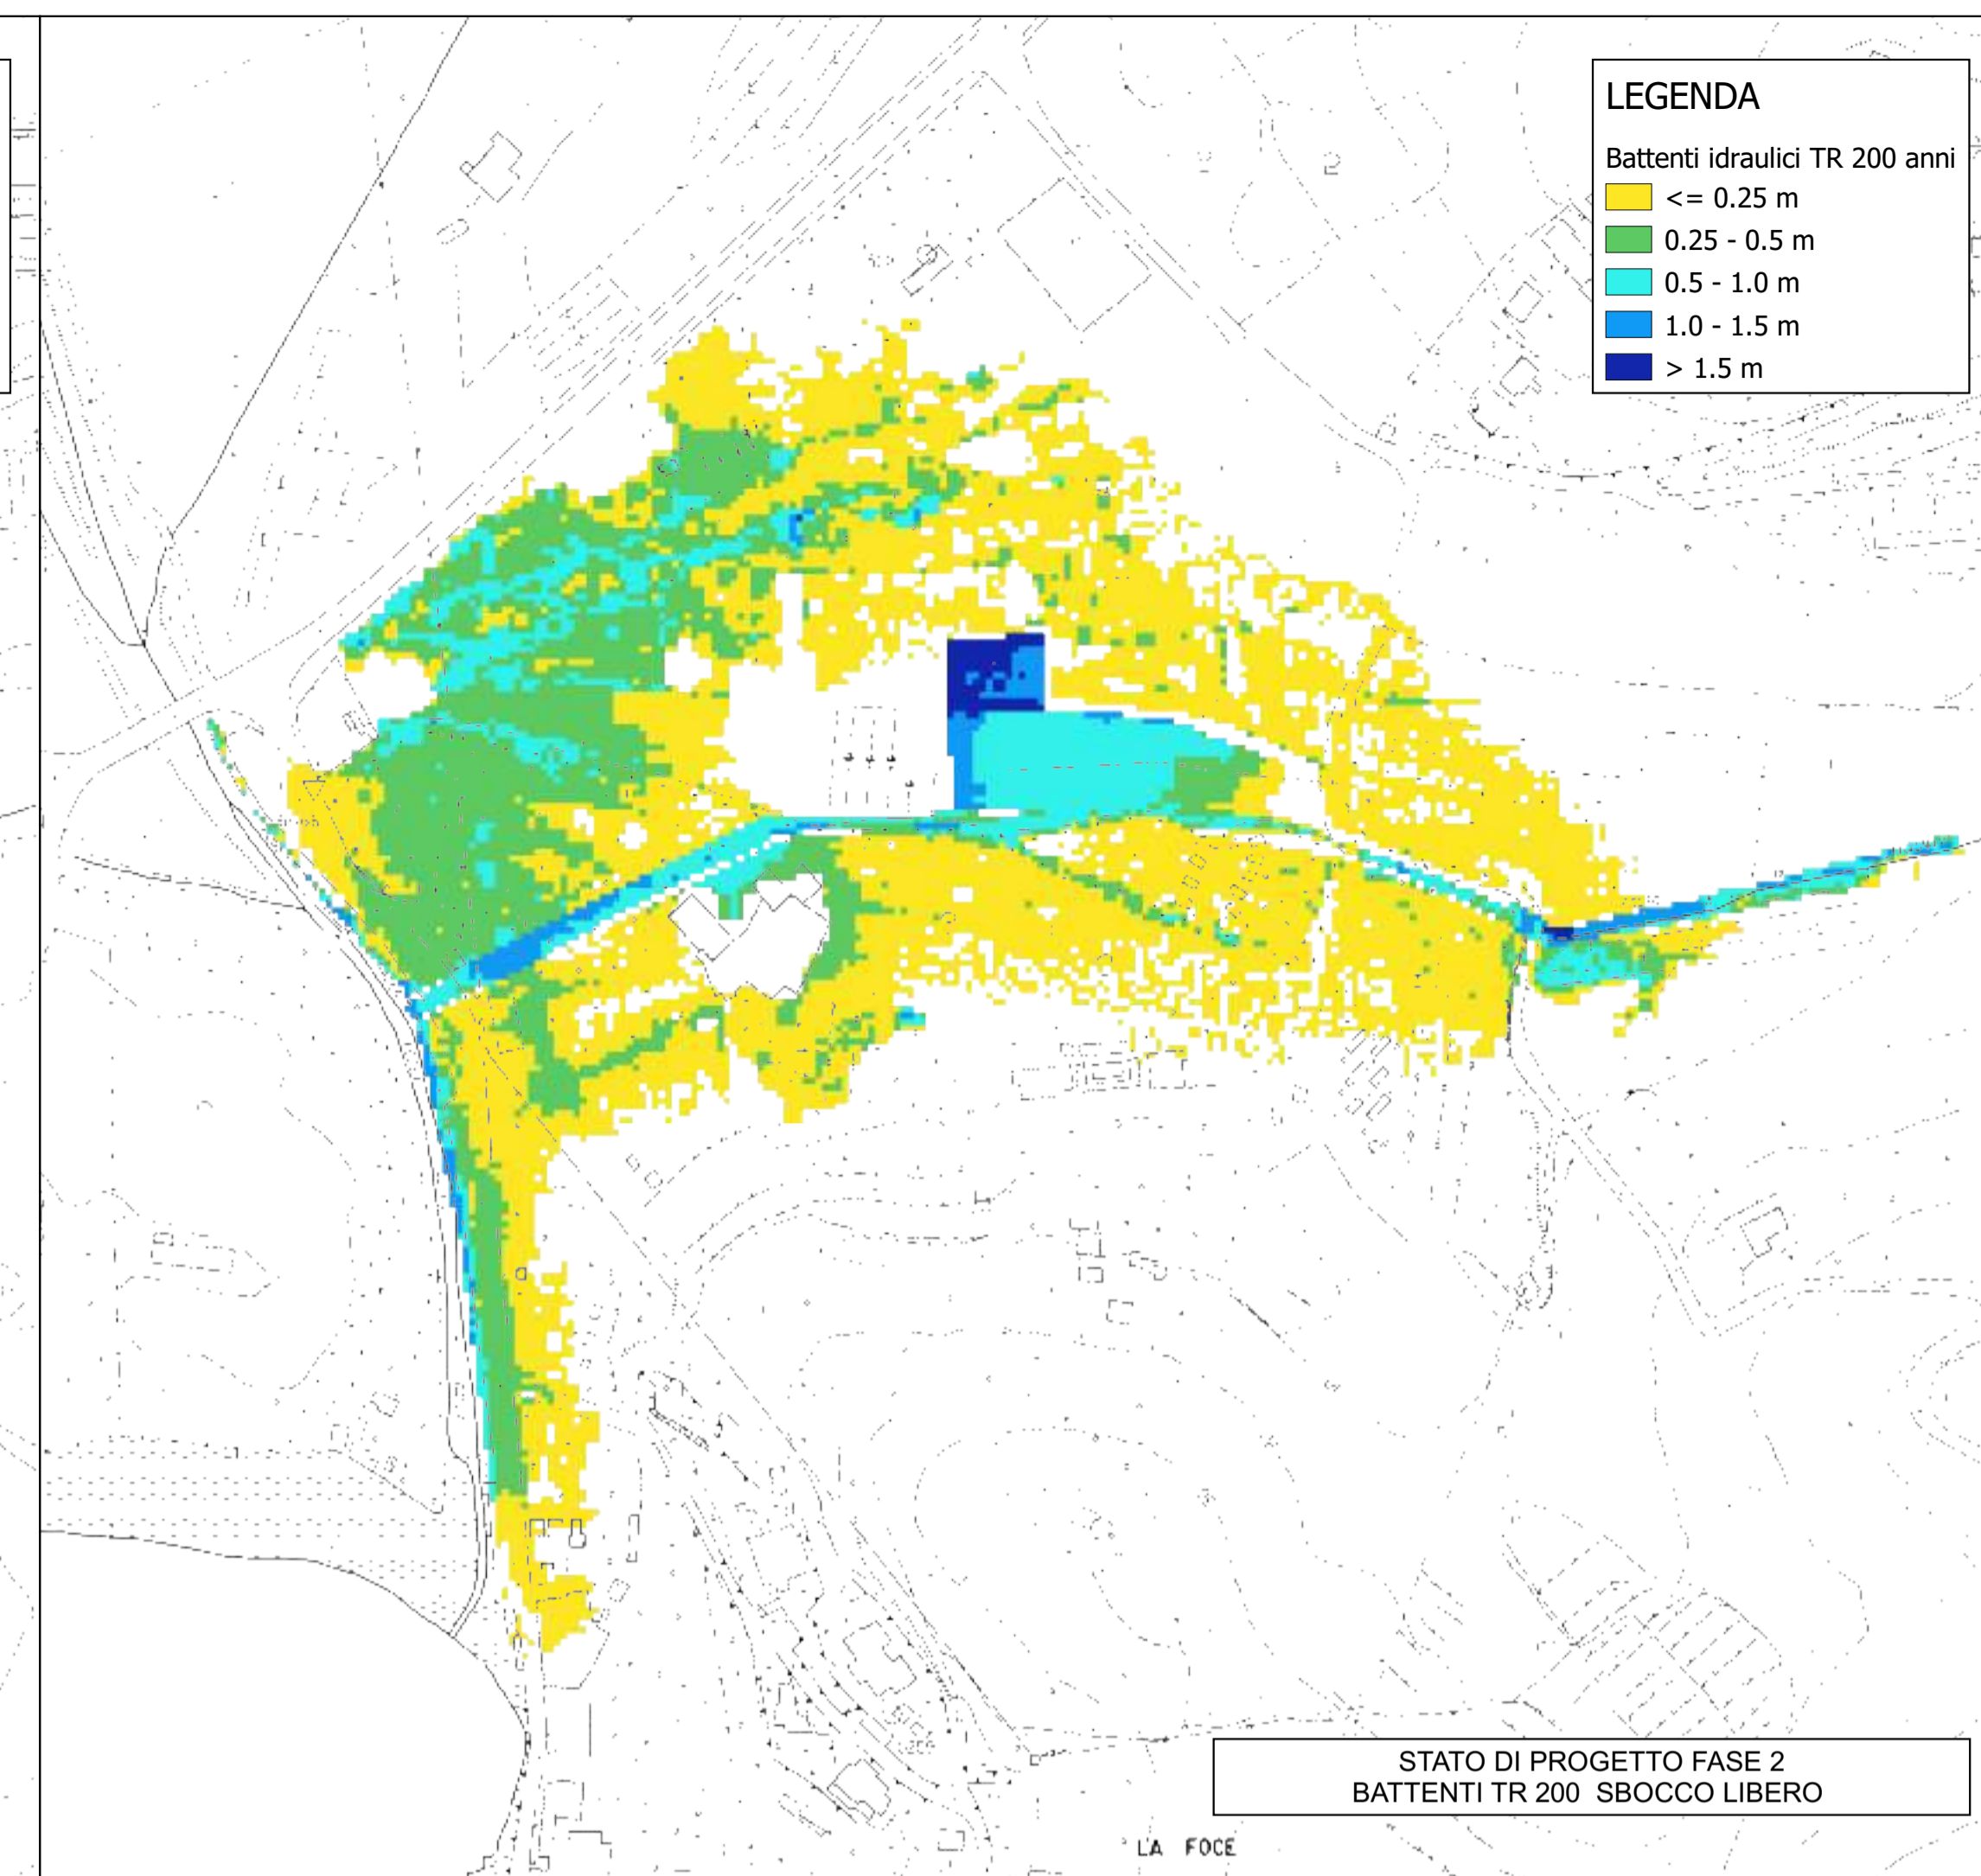 LEGENDA
Battenti idraulici TR 200 anni
<= 0.25 m
0.25 - 0.5 m
0.5 - 1.0 m
1.0 - 1.5 m
> 1.5 m
STATO DI PROGETTO FASE 2
BATTENTI TR 200 SBOCCO LIBERO
LA FOCE